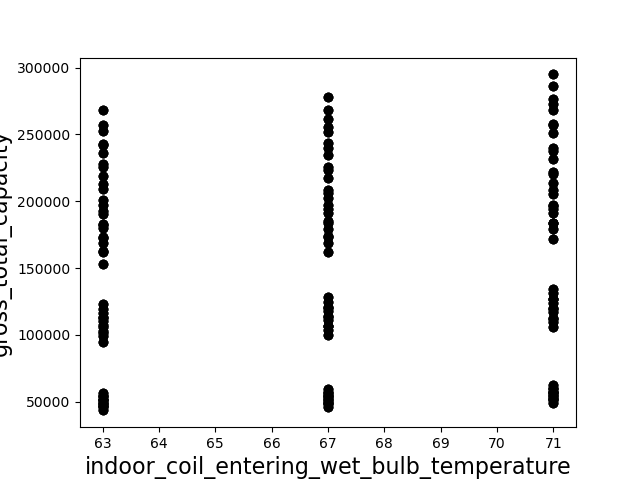 300000
250000
200000
150000
100000
50000
gross_total_capacity
63 64 65 66 67 68 69 70 71
indoor_coil_entering_wet_bulb_temperature